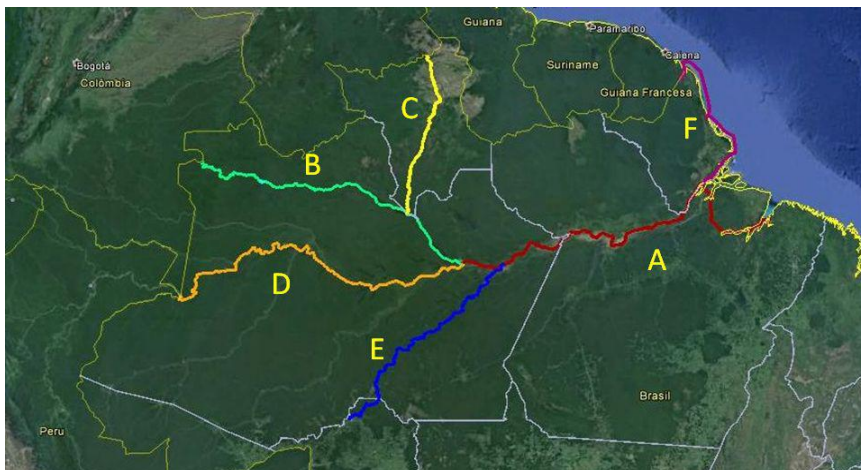 Guiana
Paramaribo
Caiena
Bogotá
Colômbia
Suriname
Guiana Francesa
C
F
B
A
D
E
Brasil
Peru